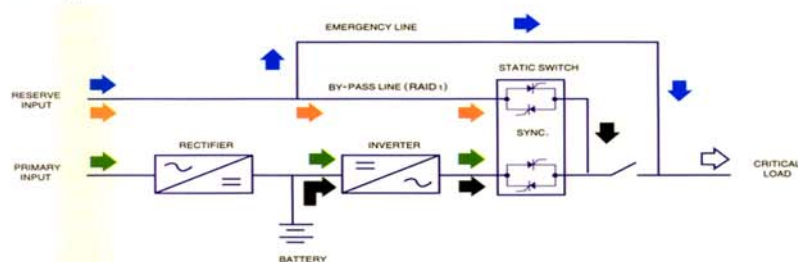 EMERGENCY LINE
STATIC SWITCH
RESERVE
INPUT
BY-PASS LINE (RAID 1)
RECTIFIER
INVERTER
SYNC.
PRIMARY
INPUT
CRITICAL
LOAD
BATTERY